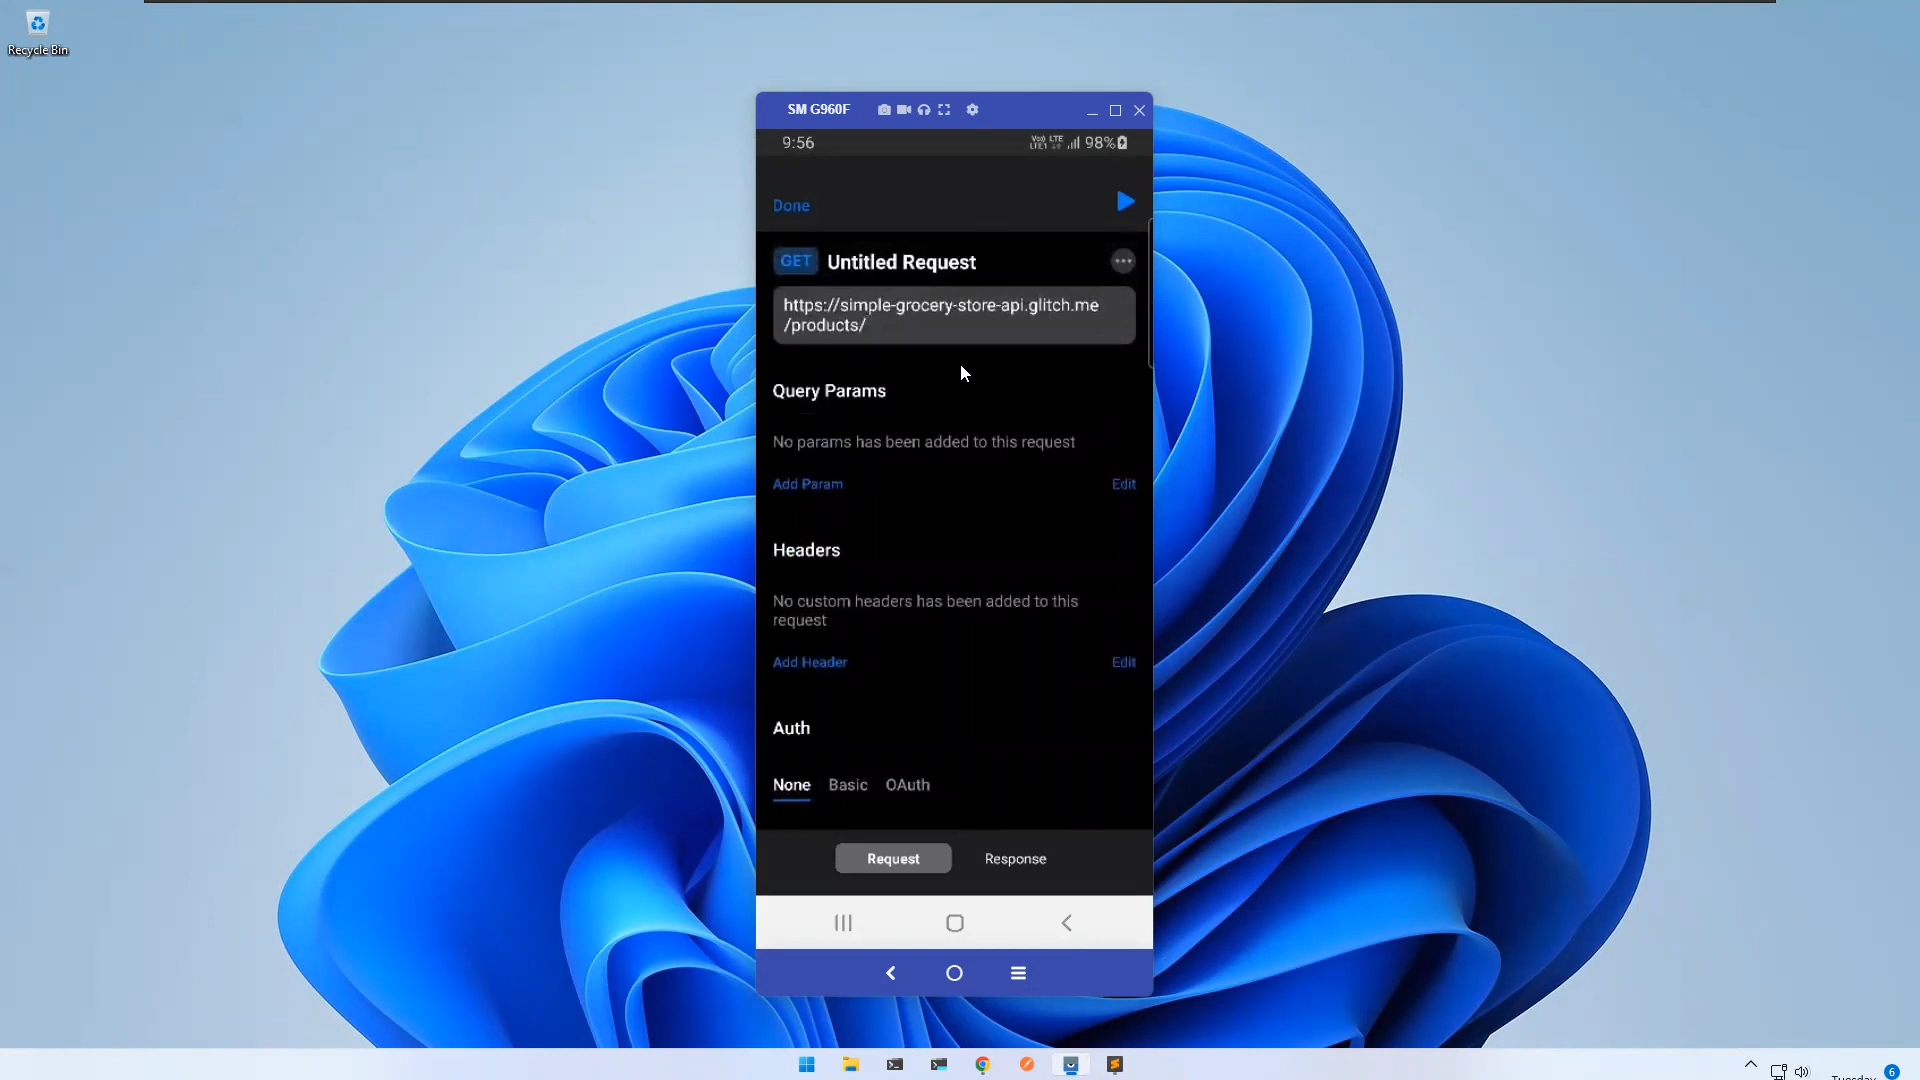 Recycle Bin
SM G960F
9:56
98%
Done
GET Untitled Request
https://simple-grocery-store-api.glitch.me
/products/
Query Params
No params has been added to this request
Add Param Edit
Headers
No custom headers has been added to this
request
Add Header Edit
Auth
None Basic OAuth
Request Response
Tuesday
6